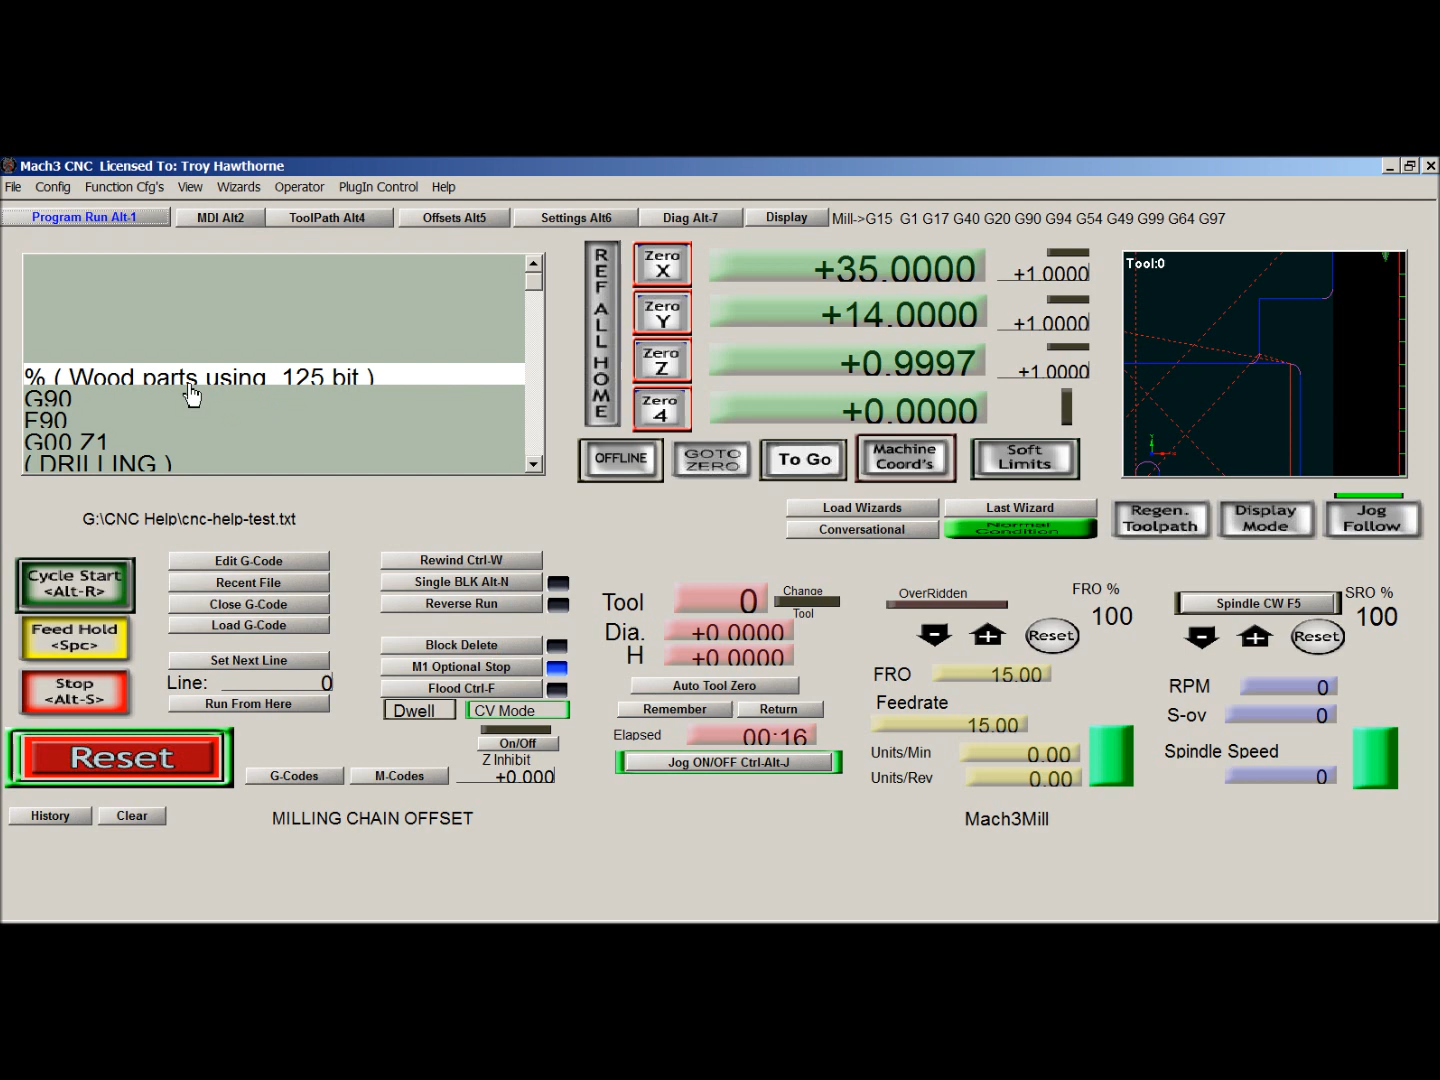 Mach3 CNC Licensed To: Troy Hawthorne
File Config Function Cfg's View Wizards Operator PlugIn Control Help
Program Run Alt-1 MDI Alt2 ToolPath Alt4 Offsets Alt5 Settings Alt6 Diag Alt-7 Display Mill->G15 G1 G17 G40 G20 G90 G94 G54 G49 G99 G64 G97
% ( Wood parts using .125 bit )
G90
F90
G00 Z1
( DRILLING )
REF ALL HOME
Zero X +35.0000 +1.0000
Zero Y +14.0000 +1.0000
Zero Z +0.9997 +1.0000
Zero 4 +0.0000
OFFLINE GOTO ZERO To Go Machine Coord's Soft Limits
Tool:0
G:\CNC Help\cnc-help-test.txt
Load Wizards Last Wizard
Conversational Normal Condition
Regen. Toolpath Display Mode Jog Follow
Cycle Start <Alt-R>
Feed Hold <Spc>
Stop <Alt-S>
Reset
Edit G-Code
Recent File
Close G-Code
Load G-Code
Set Next Line
Line: 0
Run From Here
Rewind Ctrl-W
Single BLK Alt-N
Reverse Run
Block Delete
M1 Optional Stop
Flood Ctrl-F
Dwell CV Mode
On/Off
Z Inhibit
+0.000
G-Codes M-Codes
Tool 0 Change Tool
Dia. +0.0000
H +0.0000
Auto Tool Zero
Remember Return
Elapsed 00:16
Jog ON/OFF Ctrl-Alt-J
OverRidden FRO %
100
Reset
FRO 15.00
Feedrate
15.00
Units/Min 0.00
Units/Rev 0.00
Spindle CW F5 SRO %
100
Reset
RPM 0
S-ov 0
Spindle Speed
0
History Clear MILLING CHAIN OFFSET Mach3Mill